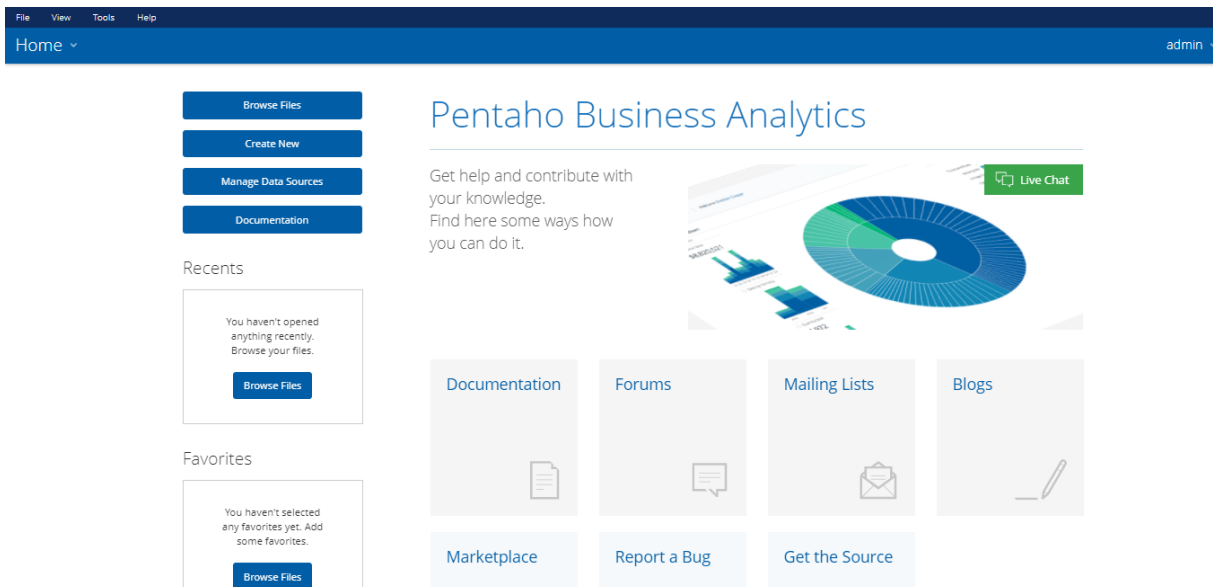 File View Tools Help
Home
admin
Browse Files
Create New
Manage Data Sources
Documentation
Recents
You haven't opened
anything recently.
Browse your files.
Browse Files
Favorites
You haven't selected
any favorites yet. Add
some favorites.
Browse Files
Pentaho Business Analytics
Get help and contribute with
your knowledge.
Find here some ways how
you can do it.
Live Chat
Documentation
Forums
Mailing Lists
Blogs
Marketplace
Report a Bug
Get the Source